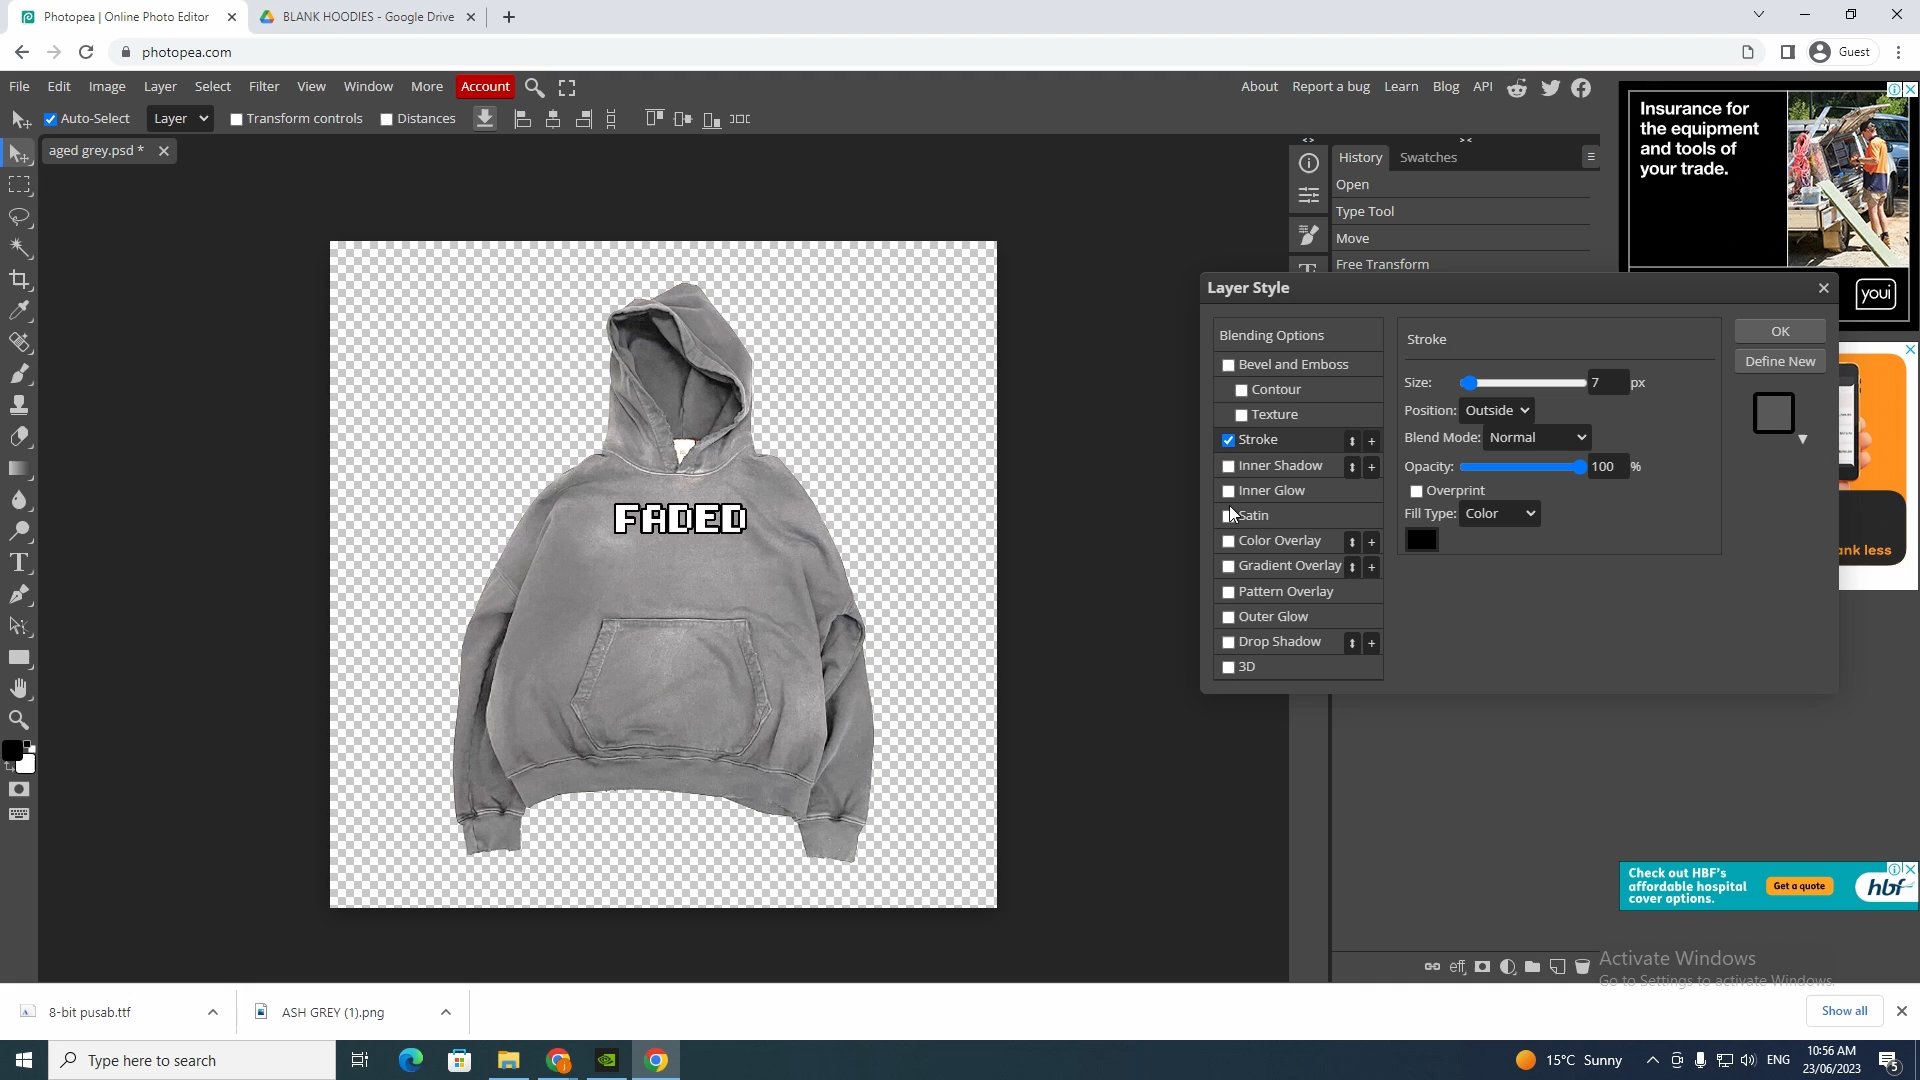 Photopea | Online Photo Editor
BLANK HOODIES - Google Drive
photopea.com
Guest
File Edit Image Layer Select Filter View Window More Account
About Report a bug Learn Blog API
Auto-Select Layer Transform controls Distances
aged grey.psd *
History Swatches
Open
Type Tool
Move
Free Transform
Insurance for
the equipment
and tools of
your trade.
youi
Layer Style
Blending Options
Bevel and Emboss
Contour
Texture
Stroke
Inner Shadow
Inner Glow
Satin
Color Overlay
Gradient Overlay
Pattern Overlay
Outer Glow
Drop Shadow
3D
Stroke
Size: 7 px
Position: Outside
Blend Mode: Normal
Opacity: 100 %
Overprint
Fill Type: Color
OK
Define New
FADED
ank less
Check out HBF's
affordable hospital
cover options.
Get a quote
hbf
eff
Activate Windows
Go to Settings to activate Windows.
8-bit pusab.ttf
ASH GREY (1).png
Show all
Type here to search
15°C Sunny
ENG
10:56 AM
23/06/2023
5